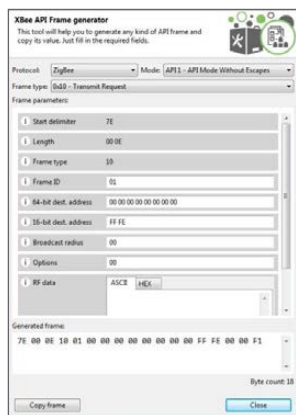 XBee API Frame generator
This tool will help you to generate any kind of API frame and
copy its value. Just fill in the required fields.
Protocol: ZigBee Mode: API 1 - API Mode Without Escapes
Frame type: 0x10 - Transmit Request
Frame parameters:
i Start delimiter 7E
i Length 00 0E
i Frame type 10
i Frame ID 01
i 64-bit dest. address 00 00 00 00 00 00 00 00
i 16-bit dest. address FF FE
i Broadcast radius 00
i Options 00
i RF data ASCII HEX
Generated frame:
7E 00 0E 10 01 00 00 00 00 00 00 00 00 FF FE 00 00 F1
Byte count: 18
Copy frame Close